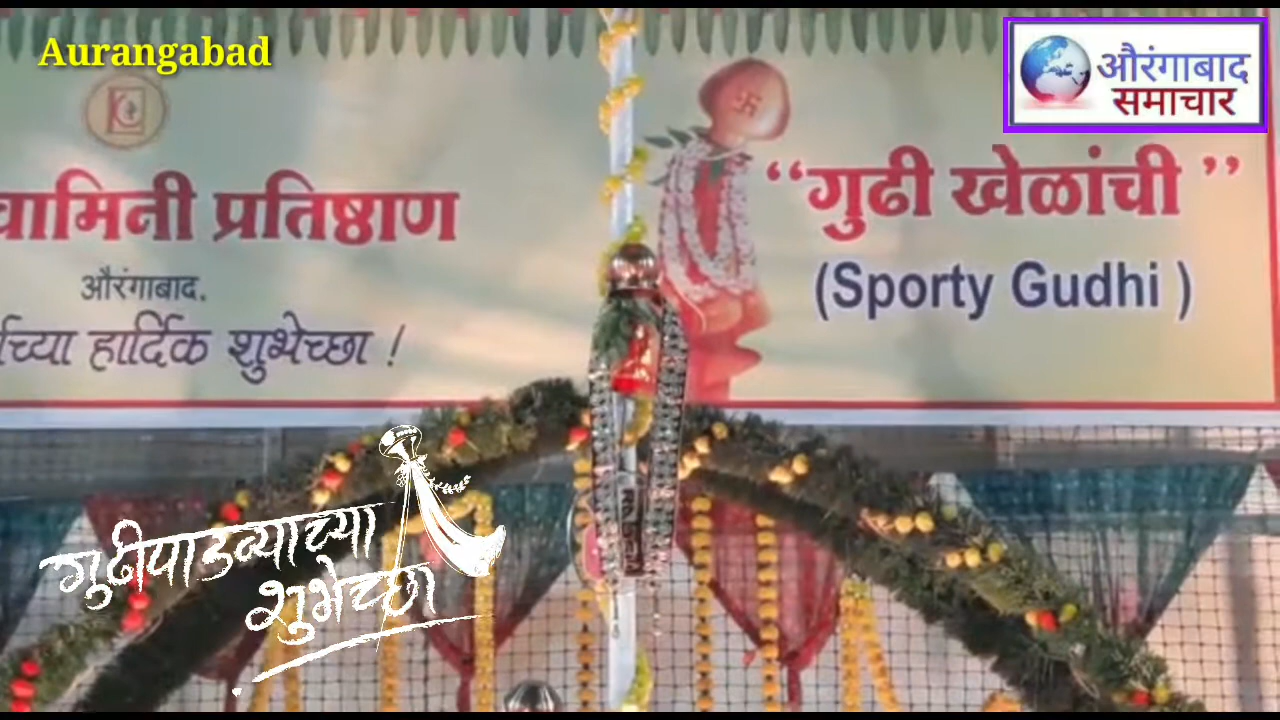 Aurangabad
औरंगाबाद
समाचार
प्रतिष्ठाण
औरंगाबाद.
हार्दिक शुभेच्छा !
“गुढी खेळांची ”
(Sporty Gudhi )
गुढीपाडव्याच्या
शुभेच्छा